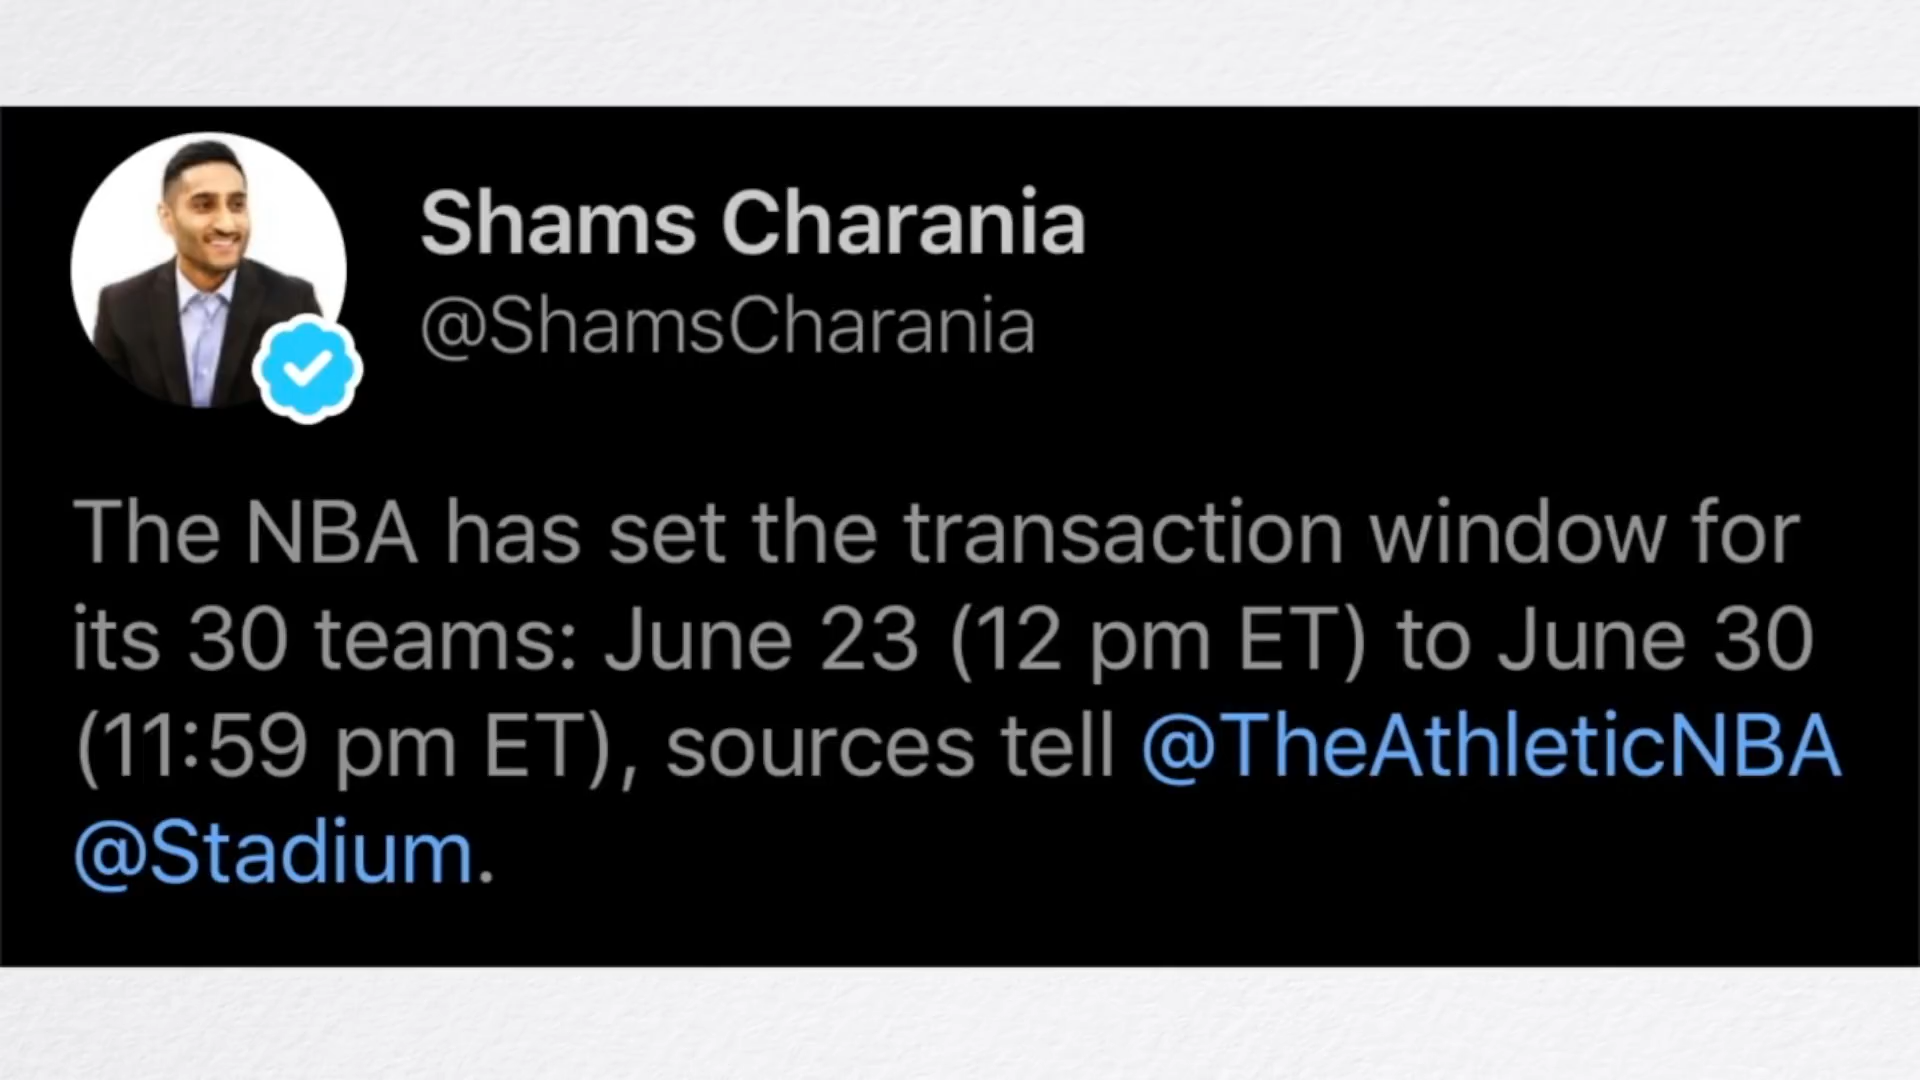 Shams Charania
@ShamsCharania
The NBA has set the transaction window for
its 30 teams: June 23 (12 pm ET) to June 30
(11:59 pm ET), sources tell @TheAthleticNBA
@Stadium.